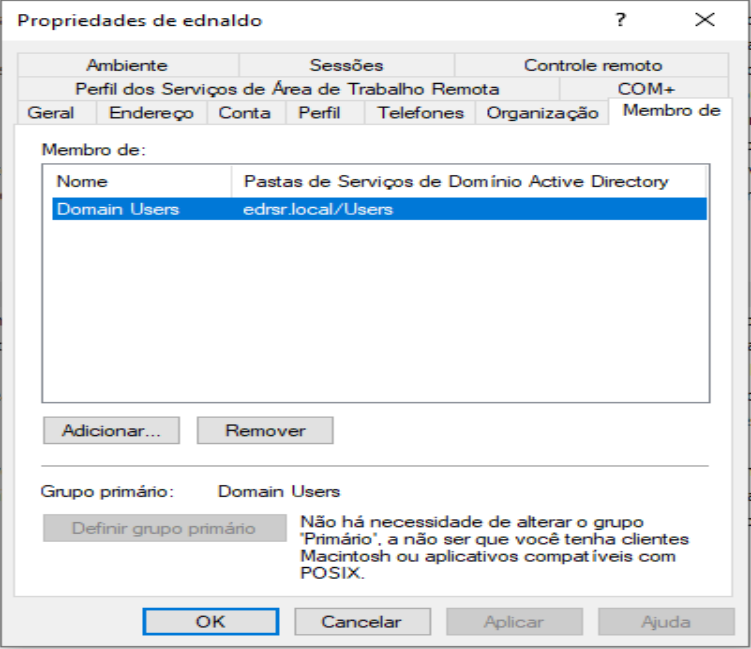 Propriedades de ednaldo ? ×
Ambiente Sessões Controle remoto
Perfil dos Serviços de Área de Trabalho Remota COM+
Geral Endereço Conta Perfil Telefones Organização Membro de
Membro de:
Nome Pastas de Serviços de Domínio Active Directory
Domain Users edrsr.local/Users
Adicionar... Remover
Grupo primário: Domain Users
Definir grupo primário
Não há necessidade de alterar o grupo
"Primário", a não ser que você tenha clientes
Macintosh ou aplicativos compatíveis com
POSIX.
OK Cancelar Aplicar Ajuda